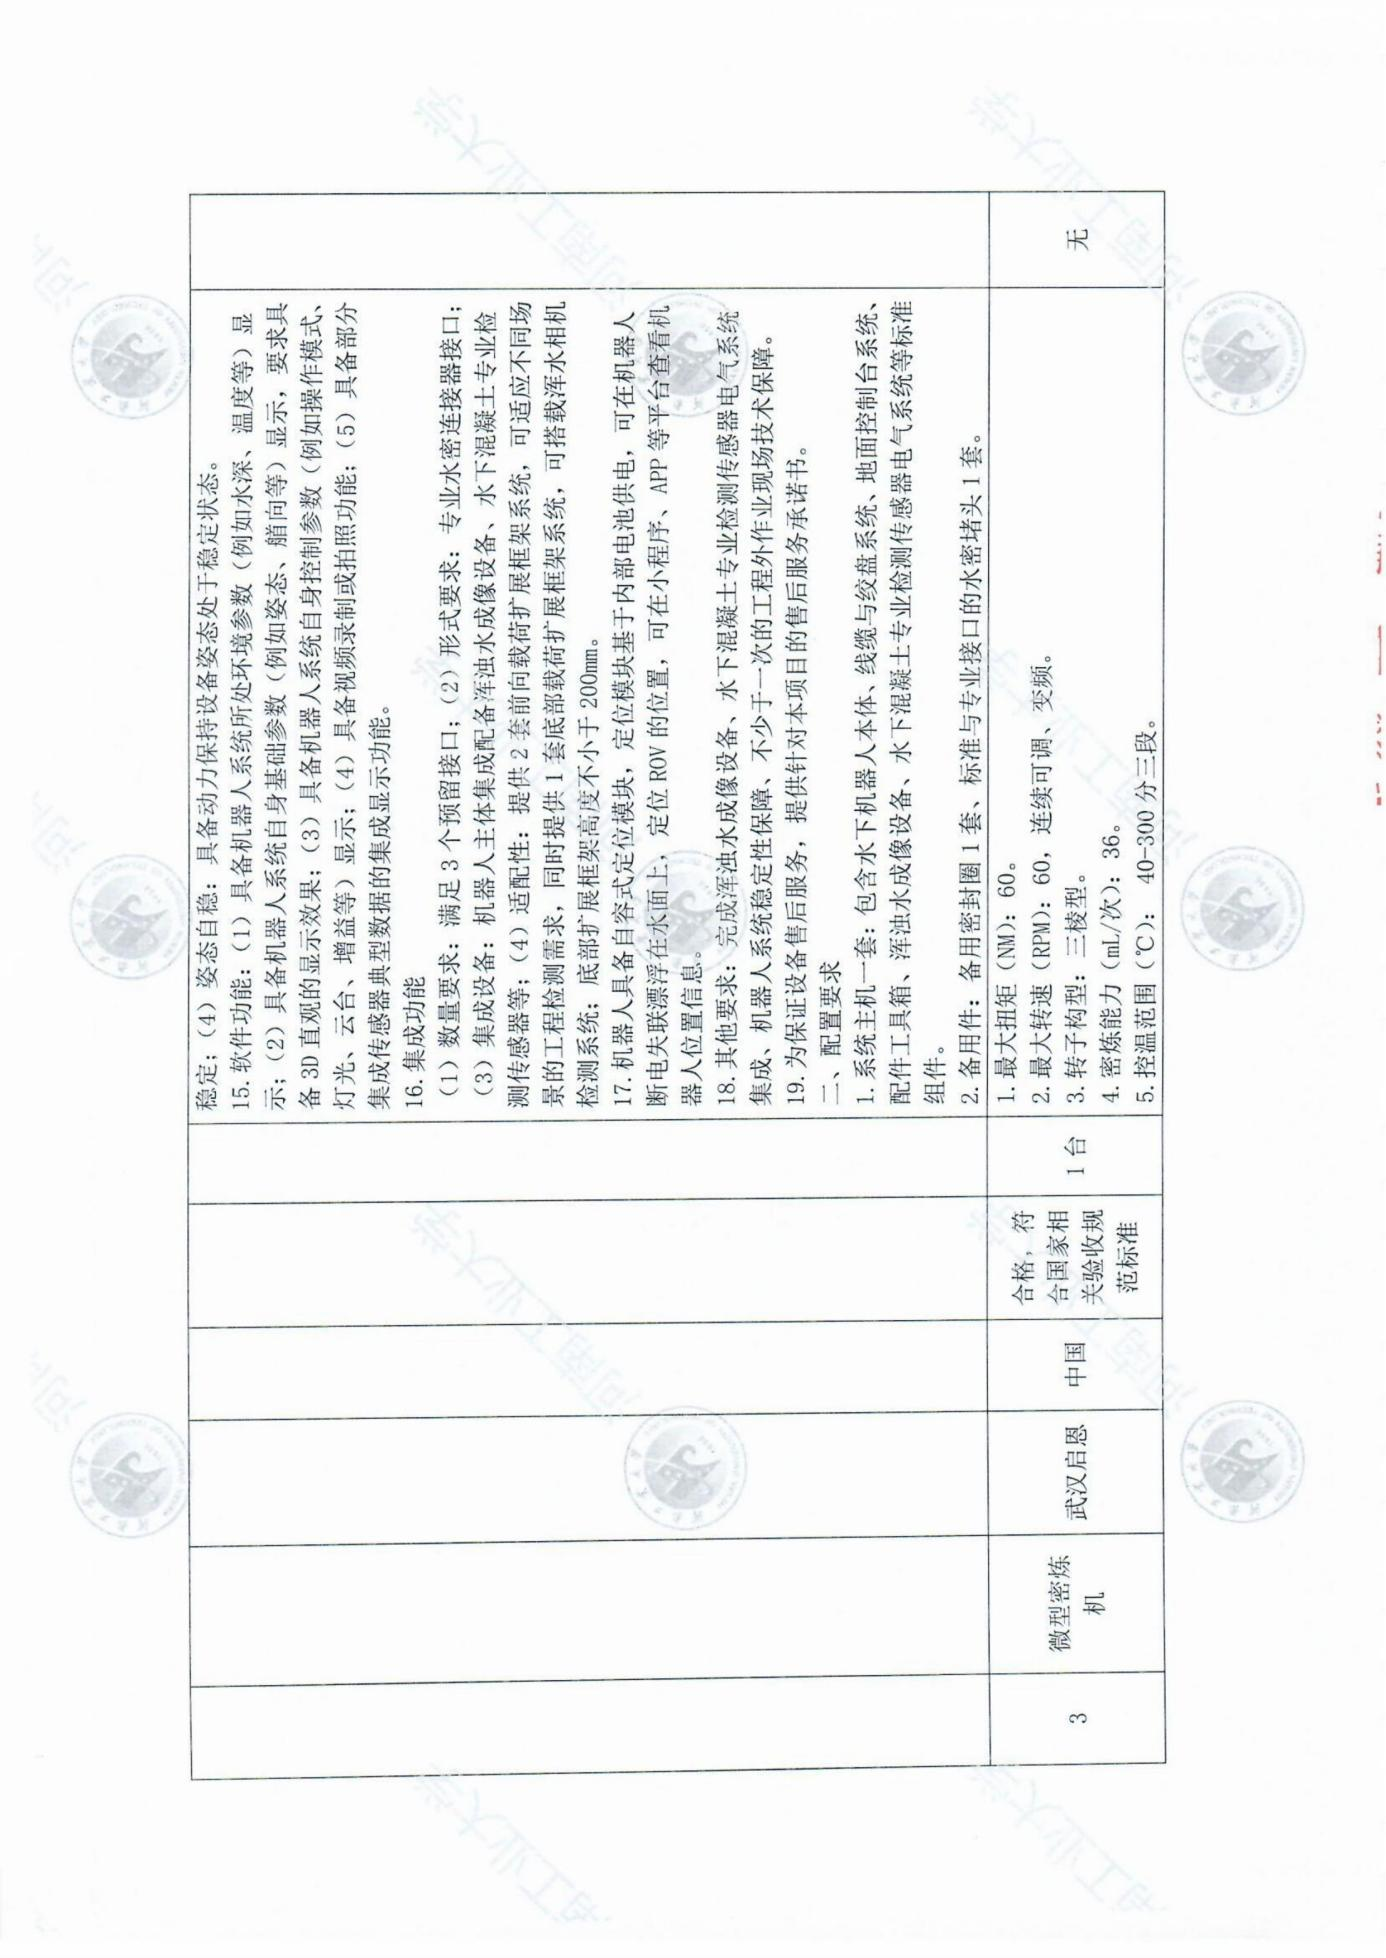 稳定；（4）姿态自稳：具备动力保持设备姿态处于稳定状态。
15.软件功能：（1）具备机器人系统所处环境参数（例如水深、温度等）显
示；（2）具备机器人系统自身基础参数（例如姿态、艏向等）显示，要求具
备 3D 直观的显示效果；（3）具备机器人系统自身控制参数（例如操作模式、
灯光、云台、增益等）显示；（4）具备视频录制或拍照功能；（5）具备部分
集成传感器典型数据的集成显示功能。
16.集成功能
（1）数量要求：满足 3 个预留接口；（2）形式要求：专业水密连接器接口；
（3）集成设备：机器人主体集成配备浑浊水成像设备、水下混凝土专业检
测传感器等；（4）适配性：提供 2 套前向载荷扩展框架系统，可适应不同场
景的工程检测需求，同时提供 1 套底部载荷扩展框架系统，可搭载浑水相机
检测系统；底部扩展框架高度不小于 200mm。
17.机器人具备自容式定位模块，定位模块基于内部电池供电，可在机器人
断电失联漂浮在水面上，定位 ROV 的位置，可在小程序、APP 等平台查看机
器人位置信息。
18.其他要求：完成浑浊水成像设备、水下混凝土专业检测传感器电气系统
集成、机器人系统稳定性保障、不少于一次的工程外作业现场技术保障。
19.为保证设备售后服务，提供针对本项目的售后服务承诺书。
二、配置要求
1.系统主机一套：包含水下机器人本体、线缆与绞盘系统、地面控制台系统、
配件工具箱、浑浊水成像设备、水下混凝土专业检测传感器电气系统等标准
组件。
2.备用件：备用密封圈 1 套、标准与专业接口的水密堵头 1 套。
3
微型密炼
机
武汉启恩
中国
合格，符
合国家相
关验收规
范标准
1 台
1.最大扭矩（NM）：60。
2.最大转速（RPM）：60，连续可调、变频。
3.转子构型：三棱型。
4.密炼能力（mL/次）：36。
5.控温范围（℃）：40-300 分三段。
无
河南工业大学